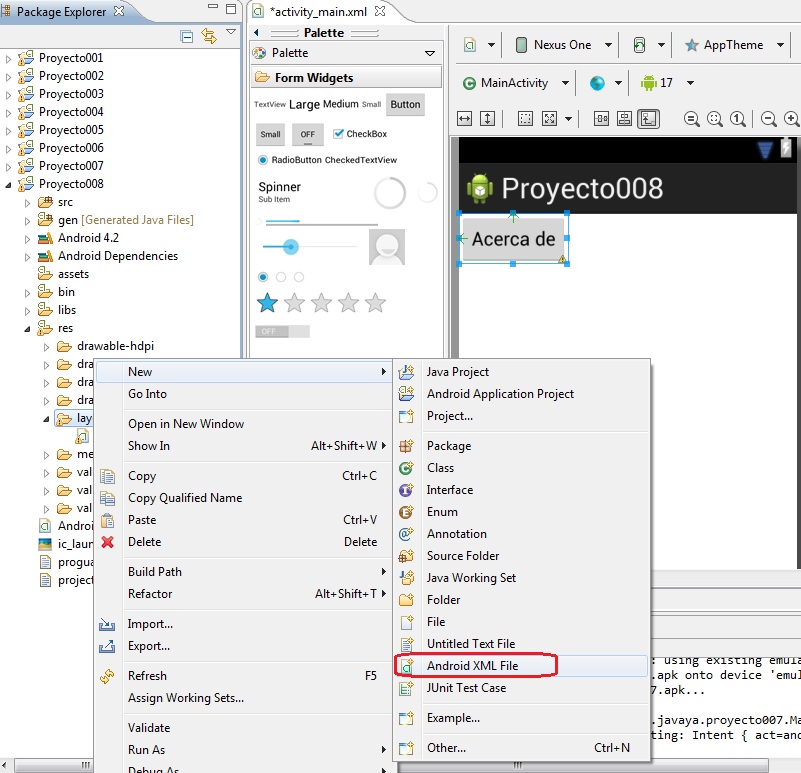 Package Explorer
Proyecto001
Proyecto002
Proyecto003
Proyecto004
Proyecto005
Proyecto006
Proyecto007
Proyecto008
src
gen [Generated Java Files]
Android 4.2
Android Dependencies
assets
bin
libs
res
drawable-hdpi
dra
dra
dra
lay
me
val
val
val
Androi
ic_laun
progua
project
*activity_main.xml
Palette
Palette
Form Widgets
TextView Large Medium Small Button
Small OFF CheckBox
RadioButton CheckedTextView
Spinner
Sub Item
OFF
Nexus One
AppTheme
MainActivity
17
Proyecto008
Acerca de
New
Go Into
Open in New Window
Show In Alt+Shift+W
Copy Ctrl+C
Copy Qualified Name
Paste Ctrl+V
Delete Delete
Build Path
Refactor Alt+Shift+T
Import...
Export...
Refresh F5
Assign Working Sets...
Validate
Run As
Debug As
Java Project
Android Application Project
Project...
Package
Class
Interface
Enum
Annotation
Source Folder
Java Working Set
Folder
File
Untitled Text File
Android XML File
JUnit Test Case
Example...
Other... Ctrl+N
: using existing emula
.apk onto device 'emul
7.apk...
.javaya.proyecto007.Ma
ting: Intent { act=and